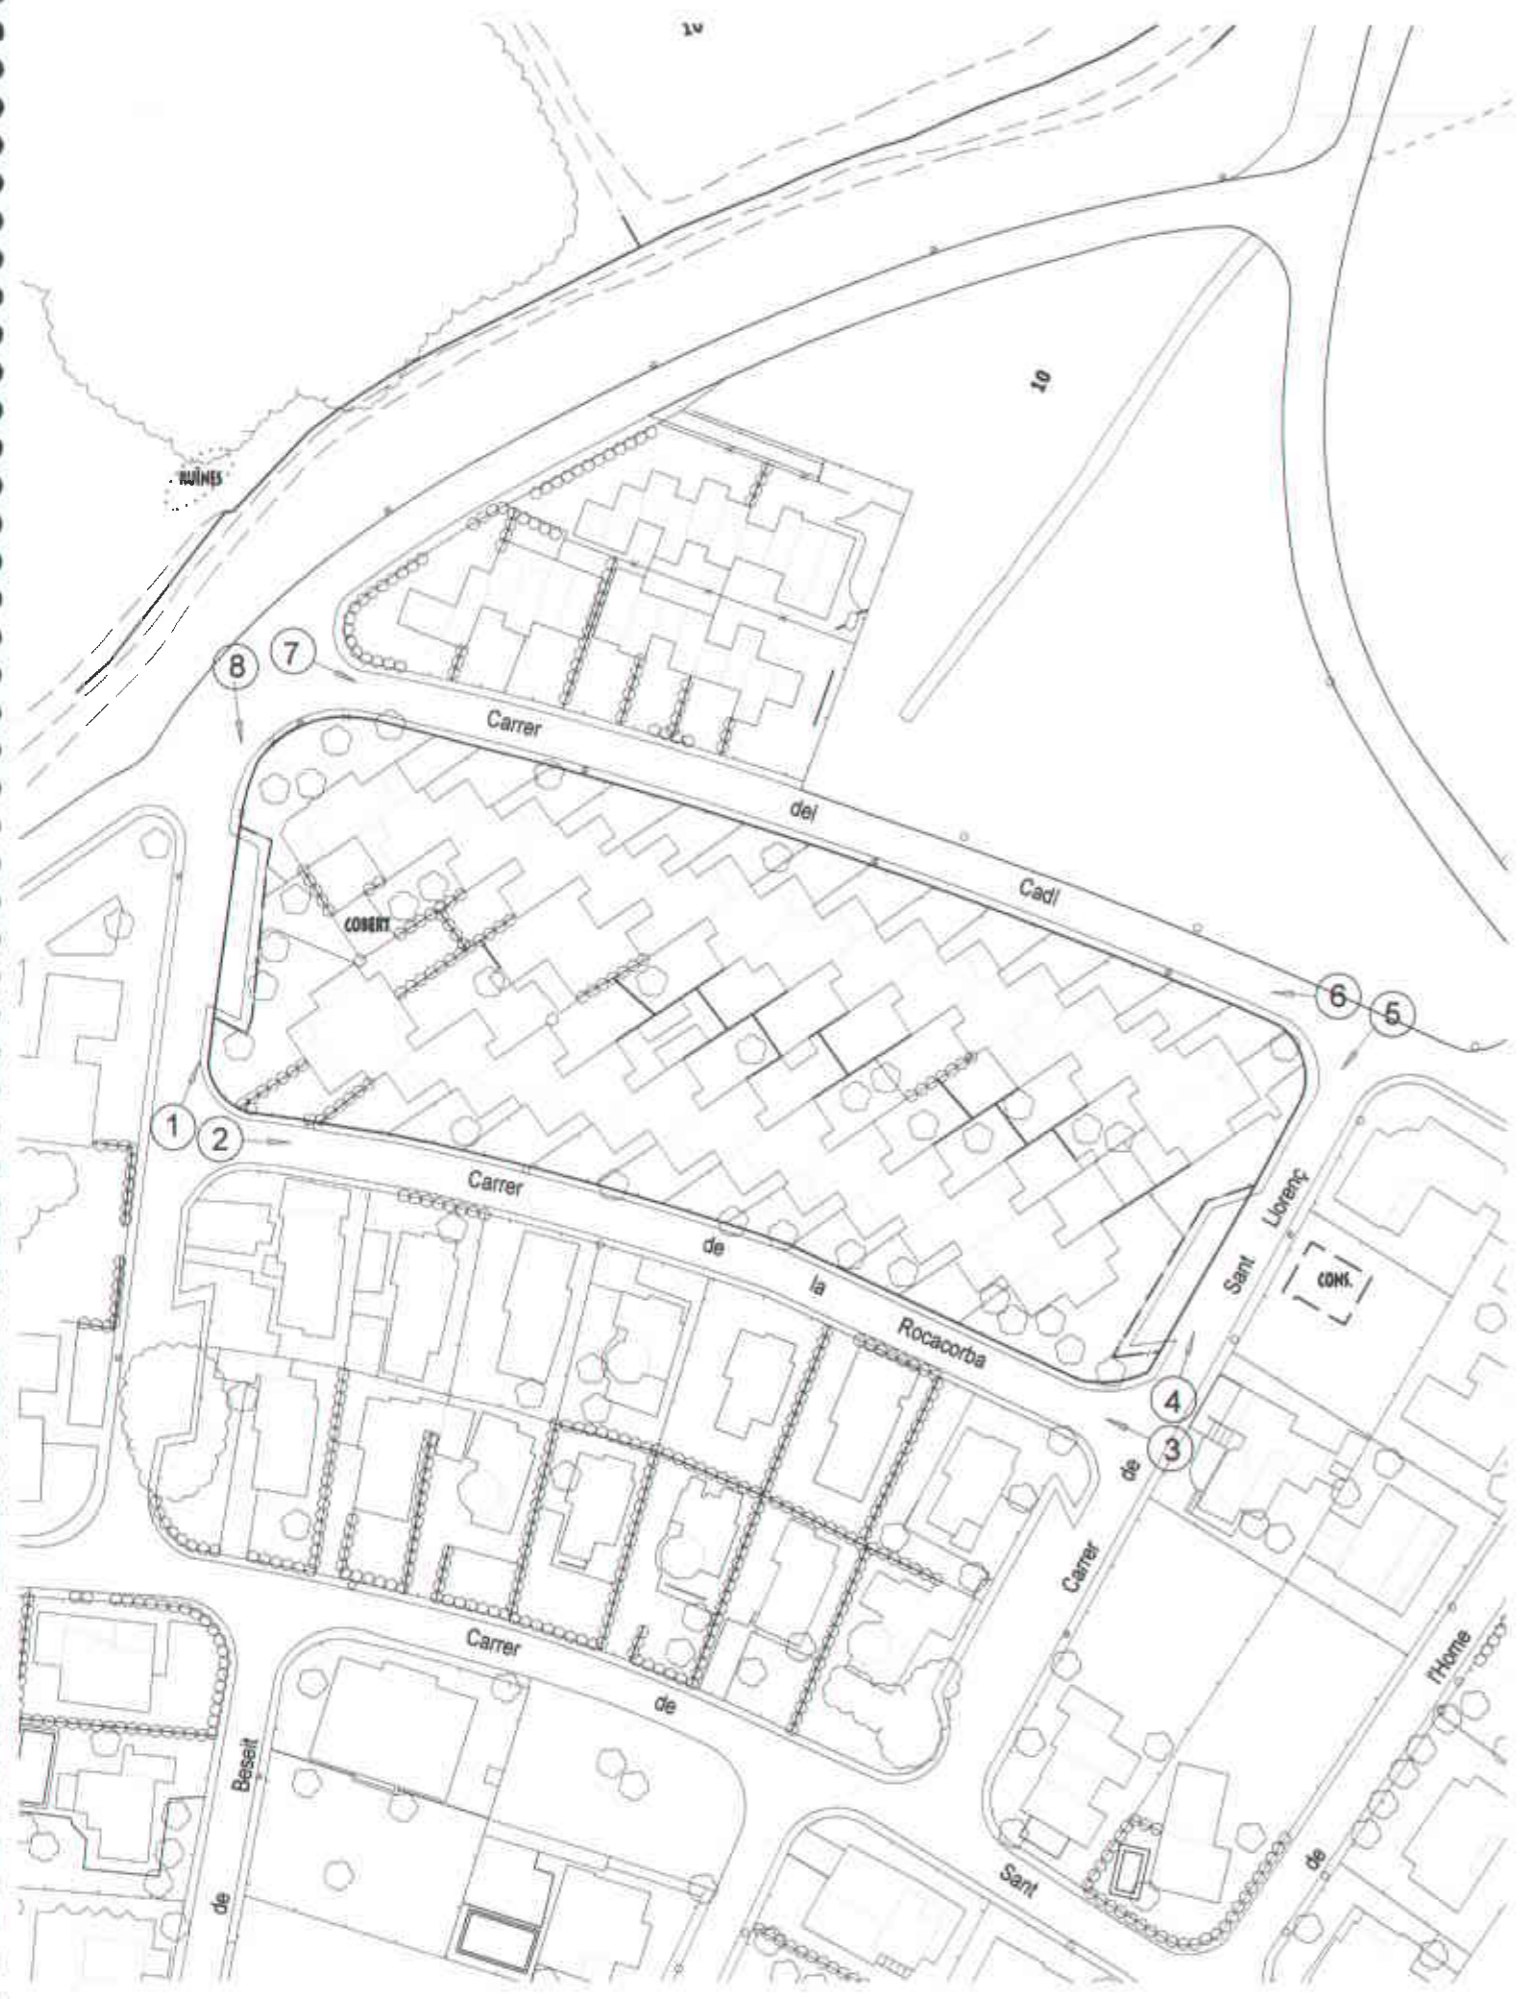 10
10
RUÏNES
7
8
Carrer
del
Cadí
COBERT
6
5
1
2
Carrer
de
la
Rocacorba
Carrer
de
Sant
Llorenç
CONS.
4
3
Carrer
de
Sant
de
l'Home
Beseit
de